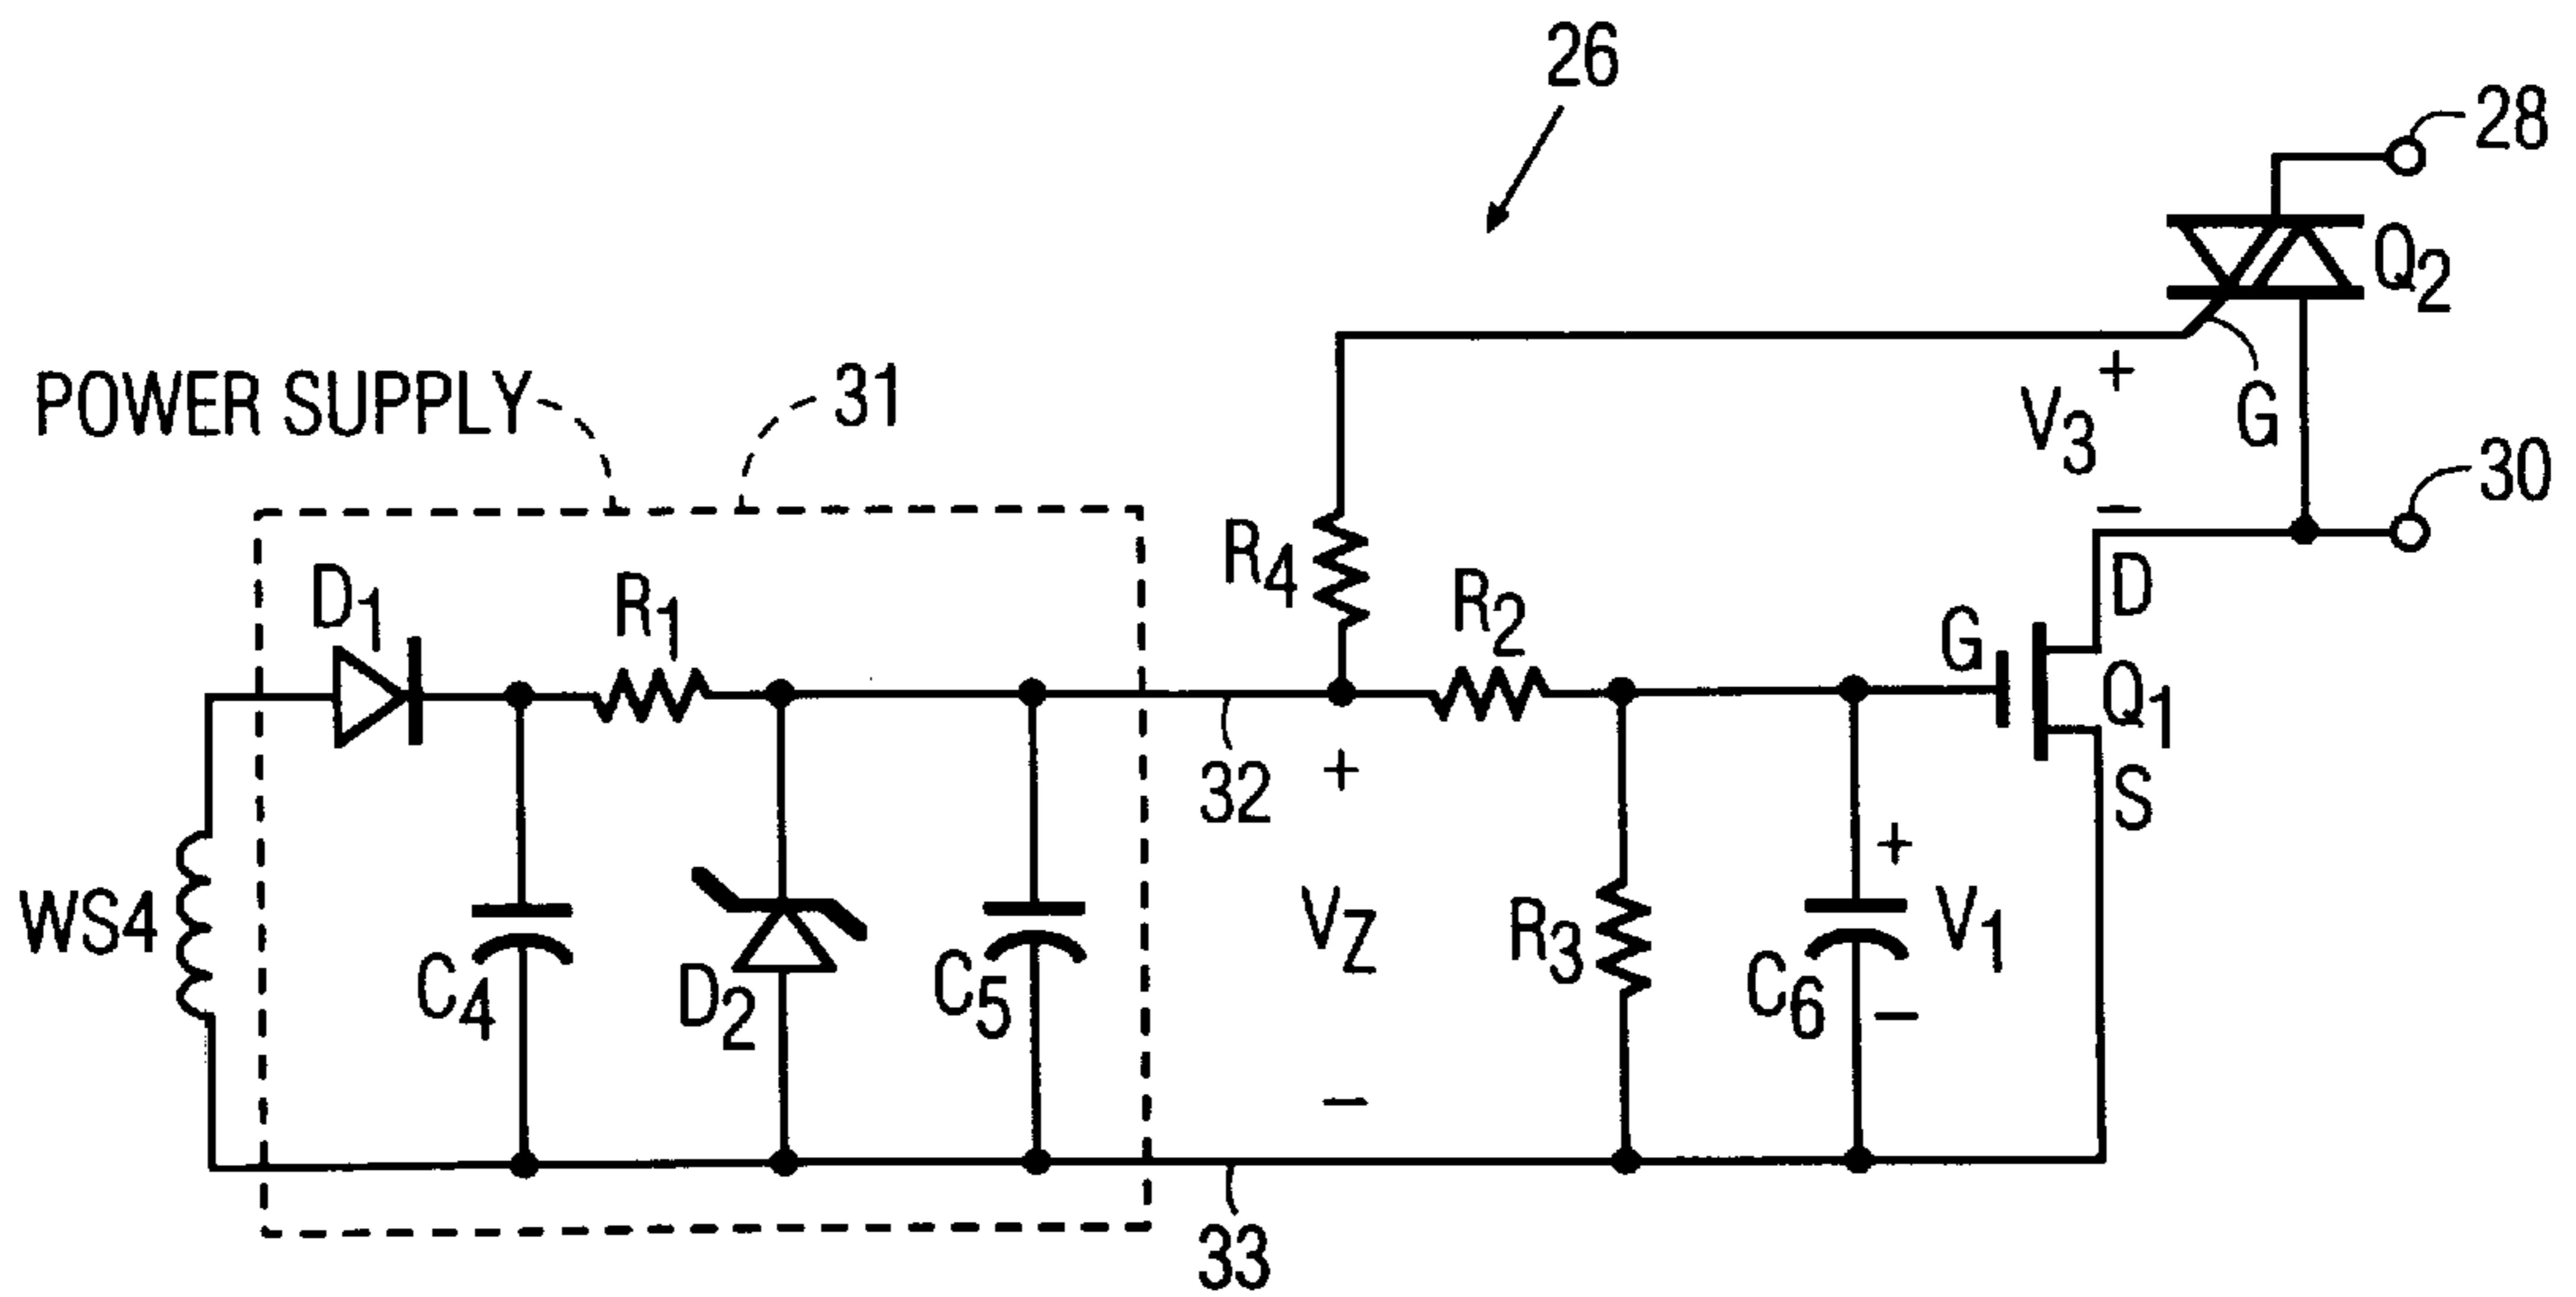 26
28
Q2
POWER SUPPLY
31
V3
+
G
−
30
D1
R1
R4
R2
G
D
Q1
S
32
+
VZ
−
WS4
C4
D2
C5
R3
C6
+
V1
−
33